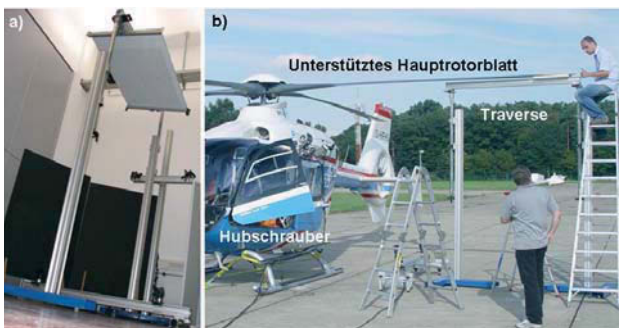 a)
b)
Unterstütztes Hauptrotorblatt
Traverse
Hubschrauber